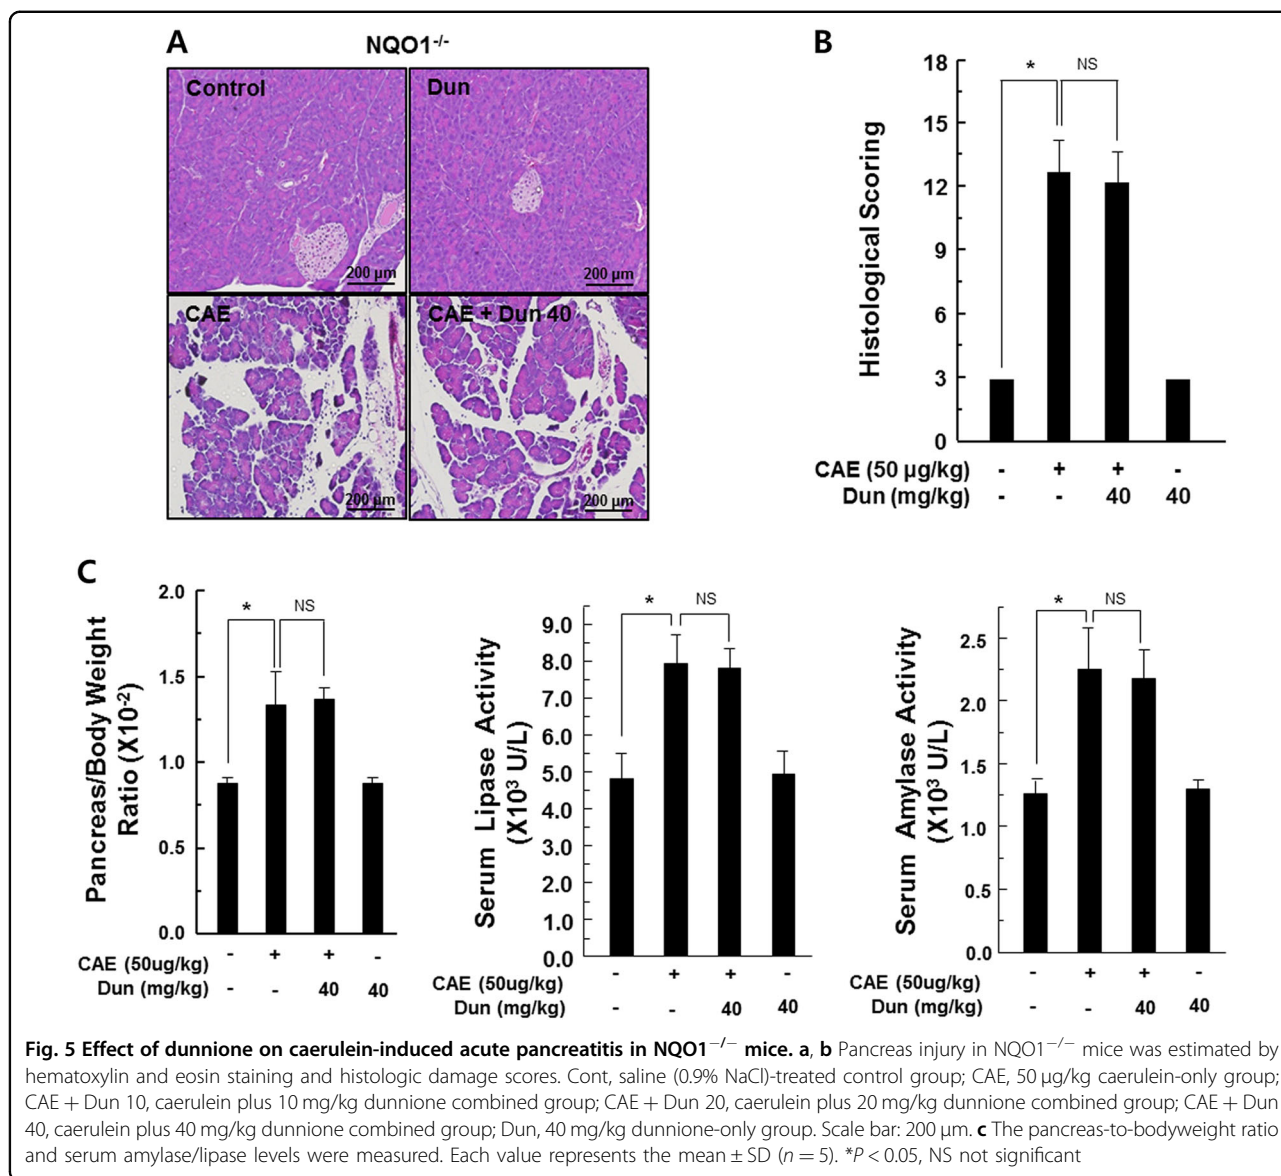 A
NQO1-/-
Control
200 µm
Dun
200 µm
CAE
200 µm
CAE + Dun 40
200 µm
B
18
15
12
9
6
3
0
Histological Scoring
* NS
CAE (50 µg/kg) - + + -
Dun (mg/kg) - - 40 40
C
2.0
1.5
1.0
0.5
0.0
Pancreas/Body Weight
Ratio (X10-2)
* NS
CAE (50ug/kg) - + + -
Dun (mg/kg) - - 40 40
9.0
8.0
7.0
6.0
5.0
4.0
3.0
2.0
1.0
0.0
Serum Lipase Activity
(X10³ U/L)
* NS
CAE (50ug/kg) - + + -
Dun (mg/kg) - - 40 40
2.5
2.0
1.5
1.0
0.5
0.0
Serum Amylase Activity
(X10³ U/L)
* NS
CAE (50ug/kg) - + + -
Dun (mg/kg) - - 40 40
Fig. 5 Effect of dunnione on caerulein-induced acute pancreatitis in NQO1−/− mice. a, b Pancreas injury in NQO1−/− mice was estimated by
hematoxylin and eosin staining and histologic damage scores. Cont, saline (0.9% NaCl)-treated control group; CAE, 50 µg/kg caerulein-only group;
CAE + Dun 10, caerulein plus 10 mg/kg dunnione combined group; CAE + Dun 20, caerulein plus 20 mg/kg dunnione combined group; CAE + Dun
40, caerulein plus 40 mg/kg dunnione combined group; Dun, 40 mg/kg dunnione-only group. Scale bar: 200 µm. c The pancreas-to-bodyweight ratio
and serum amylase/lipase levels were measured. Each value represents the mean ± SD (n = 5). *P < 0.05, NS not significant